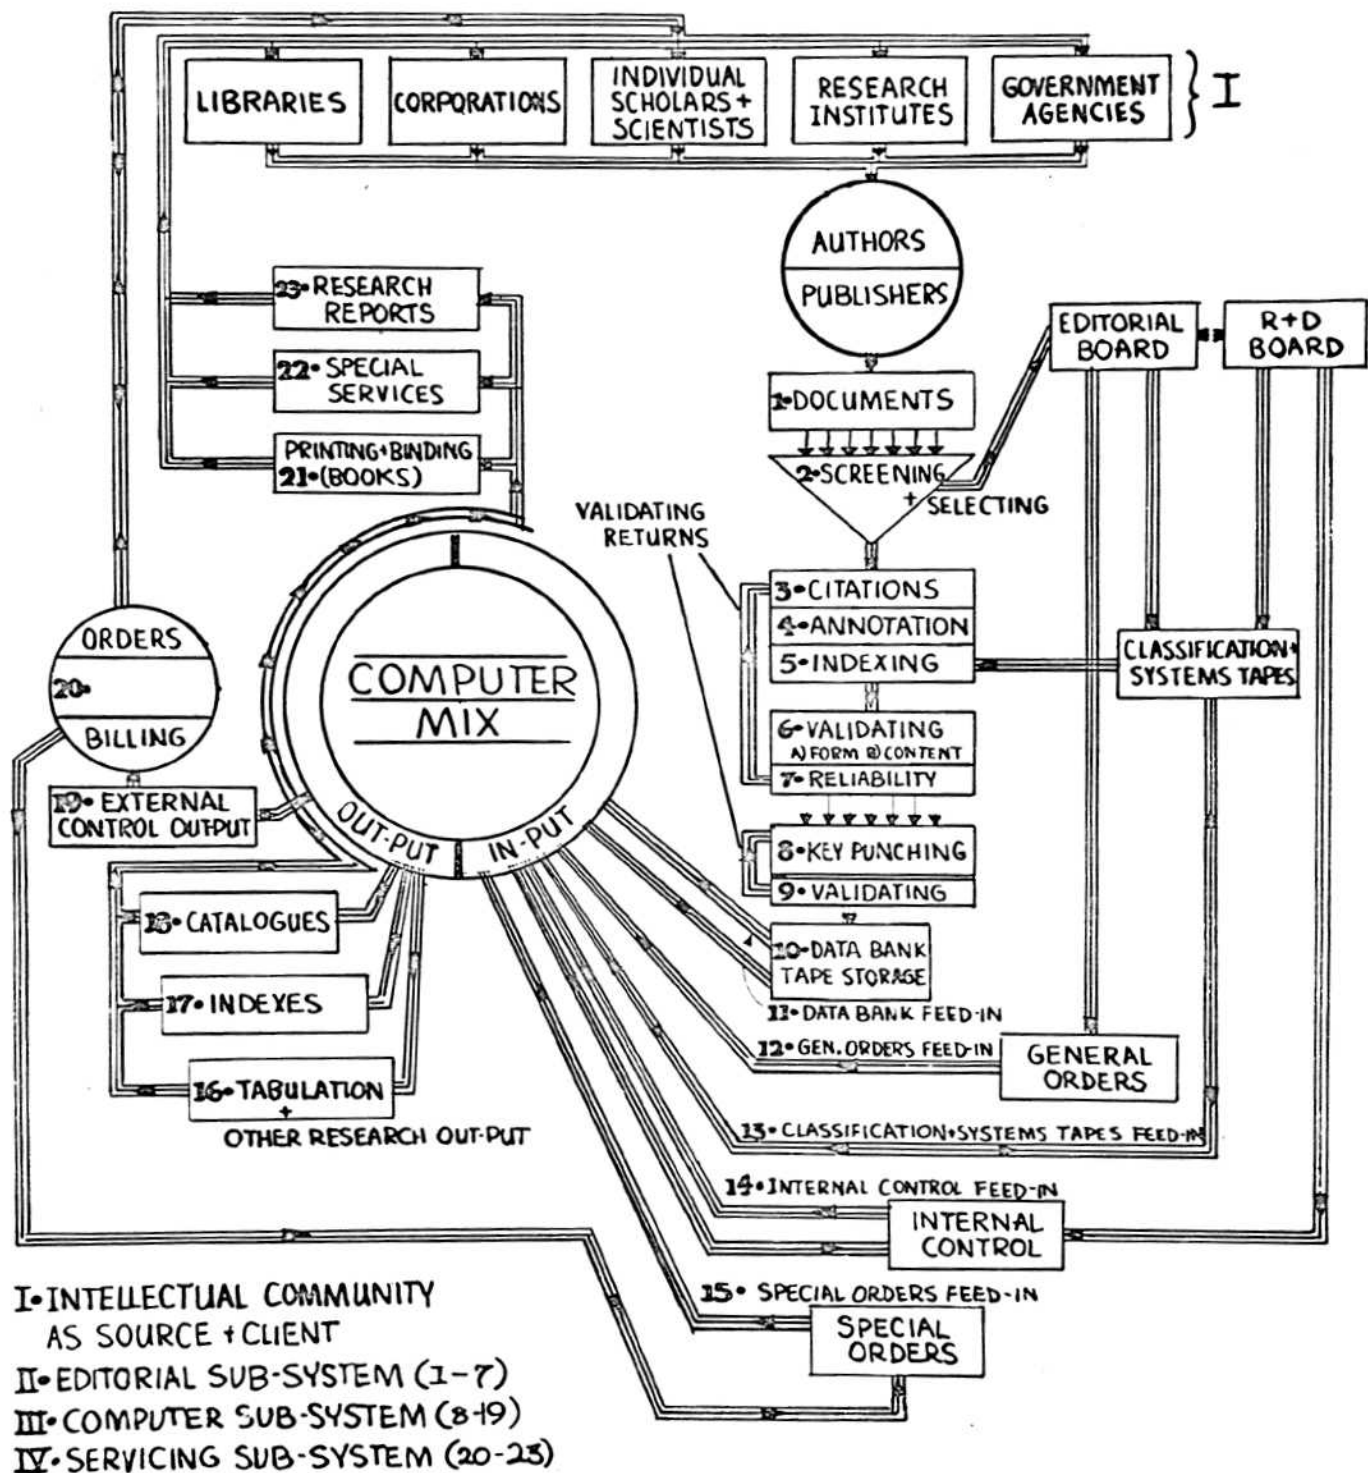 LIBRARIES
CORPORATIONS
INDIVIDUAL
SCHOLARS +
SCIENTISTS
RESEARCH
INSTITUTES
GOVERNMENT
AGENCIES
I
AUTHORS
PUBLISHERS
23• RESEARCH
REPORTS
22• SPECIAL
SERVICES
PRINTING + BINDING
21• (BOOKS)
EDITORIAL
BOARD
R+D
BOARD
1• DOCUMENTS
2• SCREENING
+ SELECTING
VALIDATING
RETURNS
3• CITATIONS
4• ANNOTATION
5• INDEXING
CLASSIFICATION +
SYSTEMS TAPES
6• VALIDATING
A) FORM B) CONTENT
7• RELIABILITY
8• KEY PUNCHING
9• VALIDATING
10• DATA BANK
TAPE STORAGE
11• DATA BANK FEED-IN
12• GEN. ORDERS FEED-IN
GENERAL
ORDERS
13• CLASSIFICATION + SYSTEMS TAPES FEED-IN
14• INTERNAL CONTROL FEED-IN
INTERNAL
CONTROL
15• SPECIAL ORDERS FEED-IN
SPECIAL
ORDERS
COMPUTER
MIX
OUT-PUT
IN-PUT
ORDERS
20•
BILLING
19• EXTERNAL
CONTROL OUT-PUT
18• CATALOGUES
17• INDEXES
16• TABULATION
+
OTHER RESEARCH OUT-PUT
I• INTELLECTUAL COMMUNITY
AS SOURCE + CLIENT
II• EDITORIAL SUB-SYSTEM (1-7)
III• COMPUTER SUB-SYSTEM (8-19)
IV• SERVICING SUB-SYSTEM (20-23)